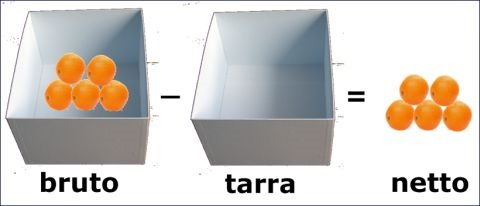 – =
bruto tarra netto